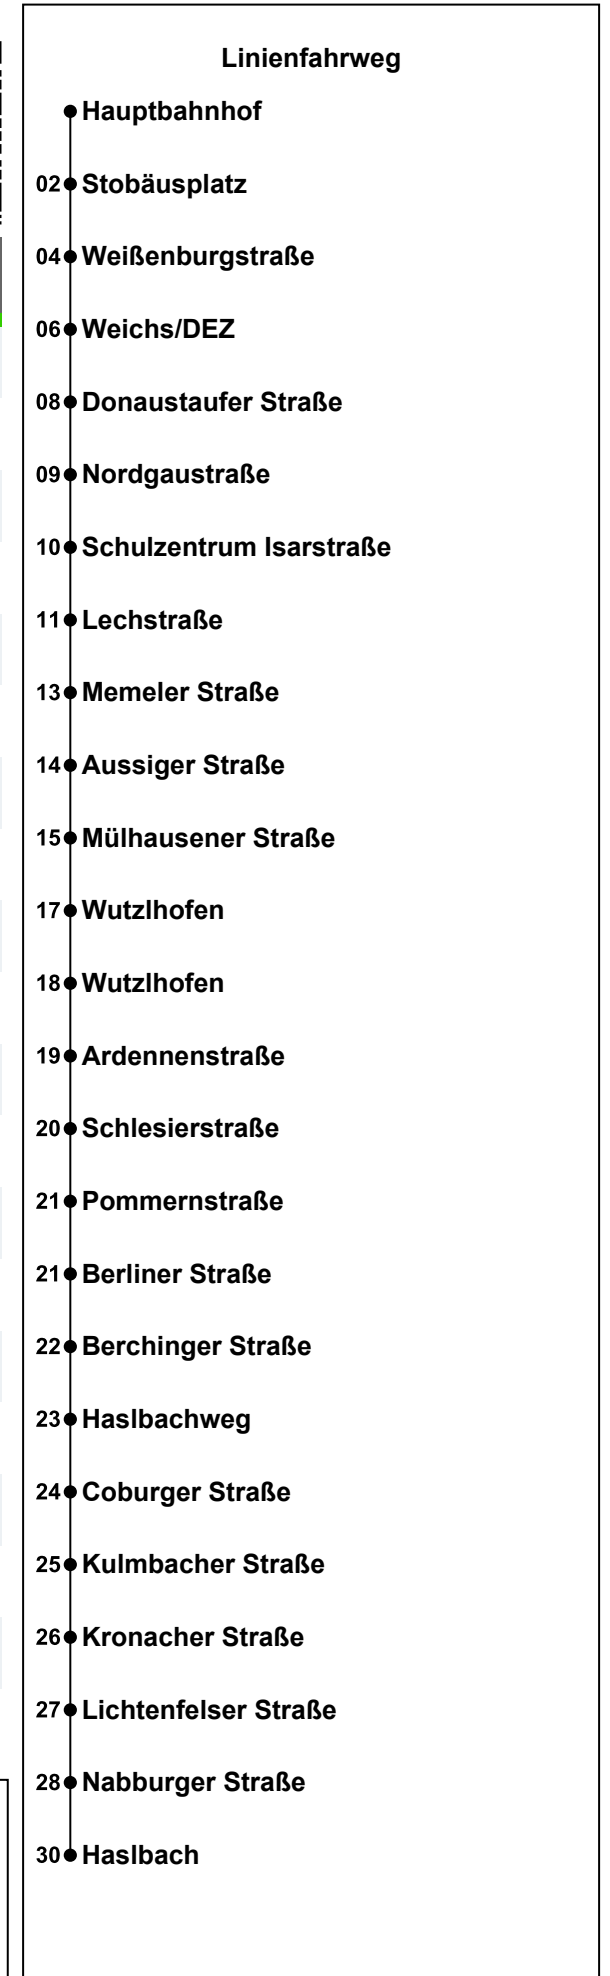 Linienfahrweg
Hauptbahnhof
02 Stobäusplatz
04 Weißenburgstraße
06 Weichs/DEZ
08 Donaustaufer Straße
09 Nordgaustraße
10 Schulzentrum Isarstraße
11 Lechstraße
13 Memeler Straße
14 Aussiger Straße
15 Mülhausener Straße
17 Wutzlhofen
18 Wutzlhofen
19 Ardennenstraße
20 Schlesierstraße
21 Pommernstraße
21 Berliner Straße
22 Berchinger Straße
23 Haslbachweg
24 Coburger Straße
25 Kulmbacher Straße
26 Kronacher Straße
27 Lichtenfelser Straße
28 Nabburger Straße
30 Haslbach